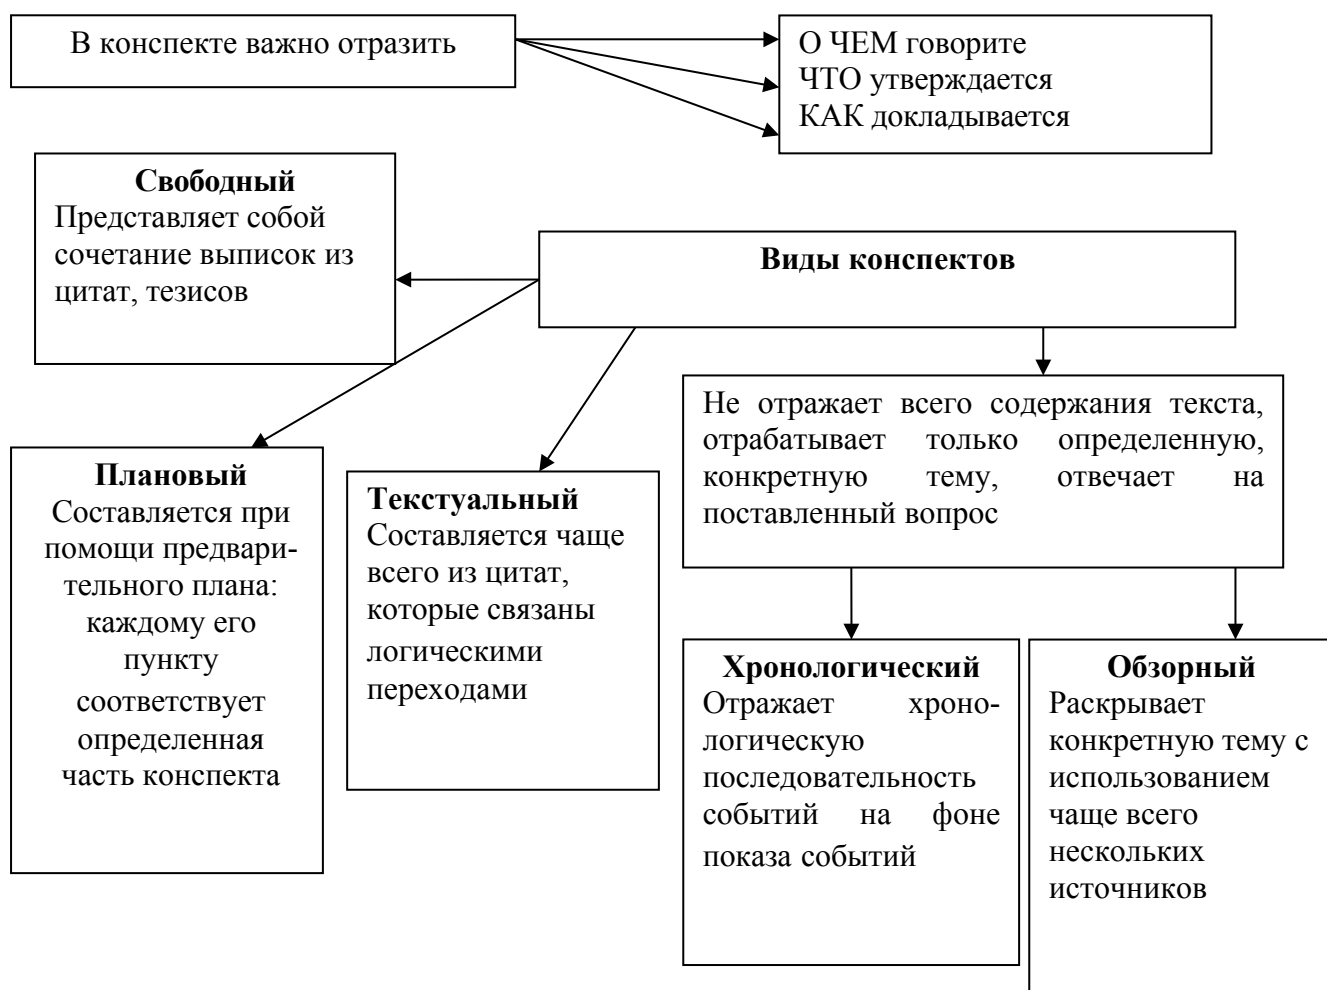 В конспекте важно отразить
О ЧЕМ говорите
ЧТО утверждается
КАК докладывается
Свободный
Представляет собой
сочетание выписок из
цитат, тезисов
Виды конспектов
Не отражает всего содержания текста,
отрабатывает только определенную,
конкретную тему, отвечает на
поставленный вопрос
Плановый
Составляется при
помощи предвари-
тельного плана:
каждому его
пункту
соответствует
определенная
часть конспекта
Текстуальный
Составляется чаще
всего из цитат,
которые связаны
логическими
переходами
Хронологический
Отражает хроно-
логическую
последовательность
событий на фоне
показа событий
Обзорный
Раскрывает
конкретную тему с
использованием
чаще всего
нескольких
источников